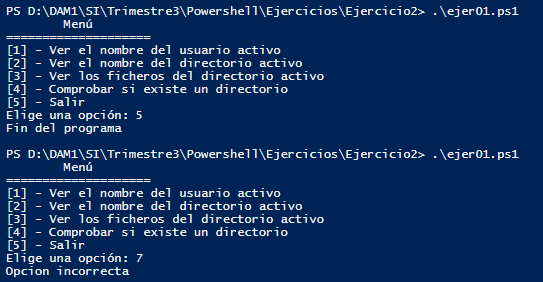 PS D:\DAM1\SI\Trimestre3\Powershell\Ejercicios\Ejercicio2> .\ejer01.ps1
Menú
====================
[1] - Ver el nombre del usuario activo
[2] - Ver el nombre del directorio activo
[3] - Ver los ficheros del directorio activo
[4] - Comprobar si existe un directorio
[5] - Salir
Elige una opción: 5
Fin del programa
PS D:\DAM1\SI\Trimestre3\Powershell\Ejercicios\Ejercicio2> .\ejer01.ps1
Menú
====================
[1] - Ver el nombre del usuario activo
[2] - Ver el nombre del directorio activo
[3] - Ver los ficheros del directorio activo
[4] - Comprobar si existe un directorio
[5] - Salir
Elige una opción: 7
Opcion incorrecta